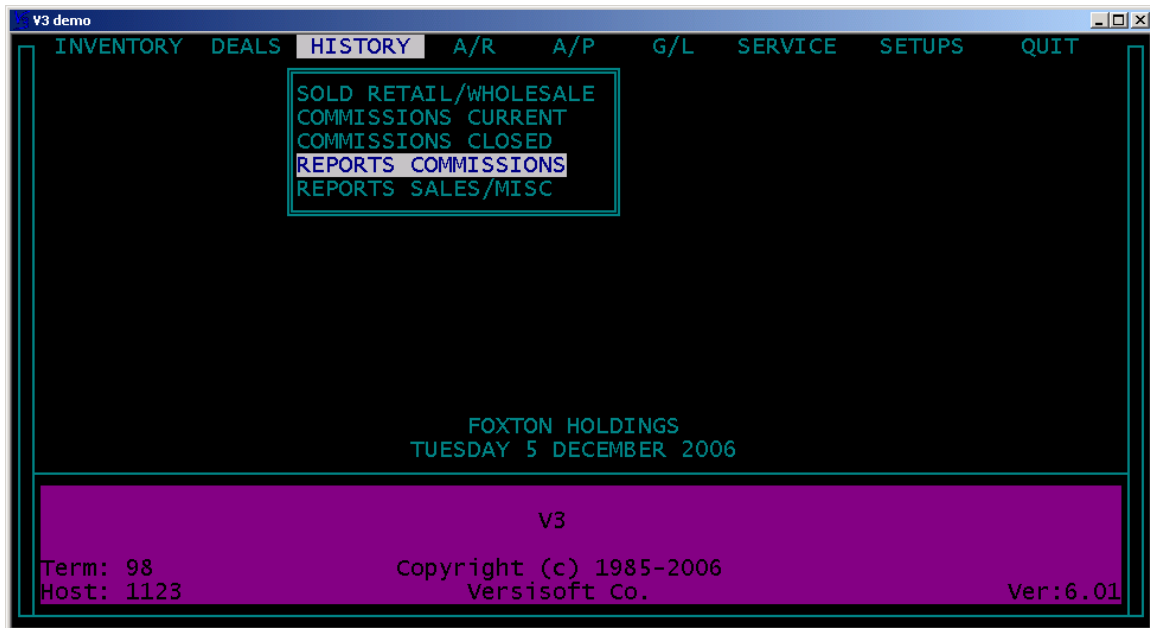 V3 demo
INVENTORY DEALS HISTORY A/R A/P G/L SERVICE SETUPS QUIT
SOLD RETAIL/WHOLESALE
COMMISSIONS CURRENT
COMMISSIONS CLOSED
REPORTS COMMISSIONS
REPORTS SALES/MISC
FOXTON HOLDINGS
TUESDAY 5 DECEMBER 2006
V3
Term: 98 Copyright (c) 1985-2006
Host: 1123 Versisoft Co. Ver:6.01